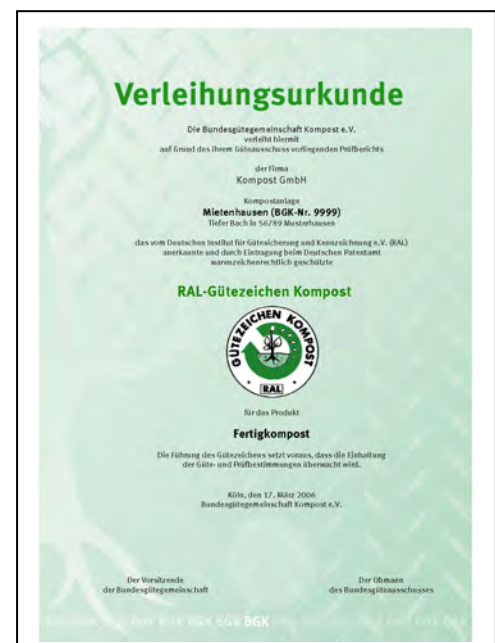 Verleihungsurkunde
Die Bundesgütegemeinschaft Kompost e.V.
verleiht hiermit
auf Grund des ihrem Güteausschuss vorliegenden Prüfberichts
der Firma
Kompost GmbH
Kompostanlage
Mietenhausen (BGK-Nr. 9999)
Tiefer Bach in 56789 Musterhausen
das vom Deutschen Institut für Gütesicherung und Kennzeichnung e.V. (RAL)
anerkannte und durch Eintragung beim Deutschen Patentamt
warenzeichenrechtlich geschützte
RAL-Gütezeichen Kompost
GÜTEZEICHEN KOMPOST
RAL
für das Produkt
Fertigkompost
Die Führung des Gütezeichens setzt voraus, dass die Einhaltung
der Güte- und Prüfbestimmungen überwacht wird.
Köln, den 17. März 2006
Bundesgütegemeinschaft Kompost e.V.
Der Vorsitzende
der Bundesgütegemeinschaft
Der Obmann
des Bundesgüteausschusses
BGK BGK BGK